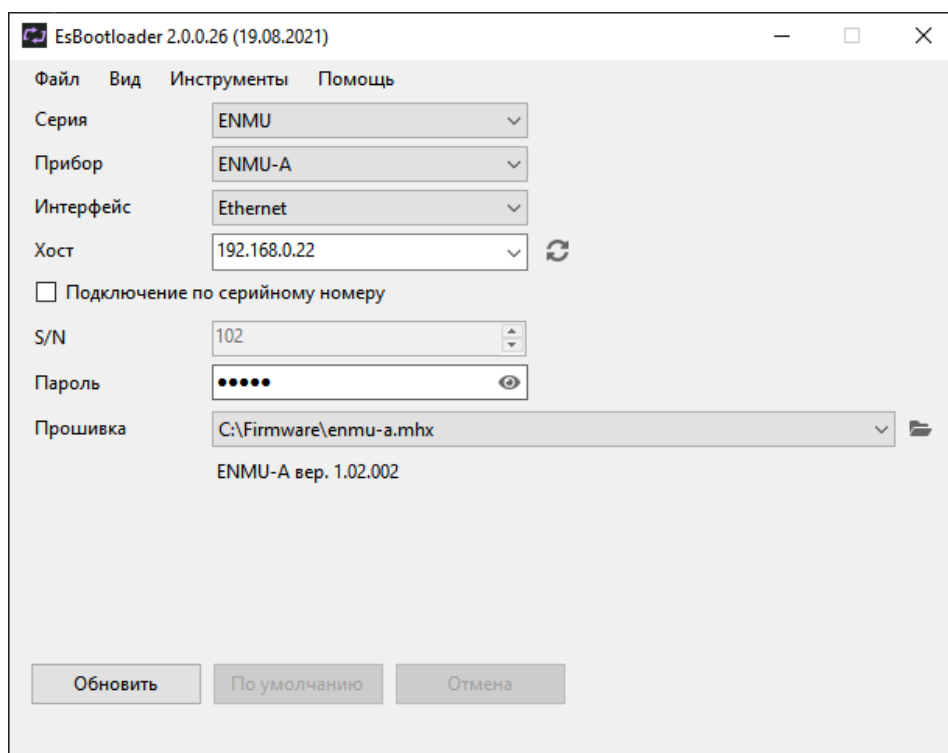 EsBootloader 2.0.0.26 (19.08.2021)
Файл Вид Инструменты Помощь
Серия ENMU
Прибор ENMU-A
Интерфейс Ethernet
Хост 192.168.0.22
Подключение по серийному номеру
S/N 102
Пароль •••••
Прошивка C:\Firmware\enmu-a.mhx
ENMU-A вер. 1.02.002
Обновить По умолчанию Отмена